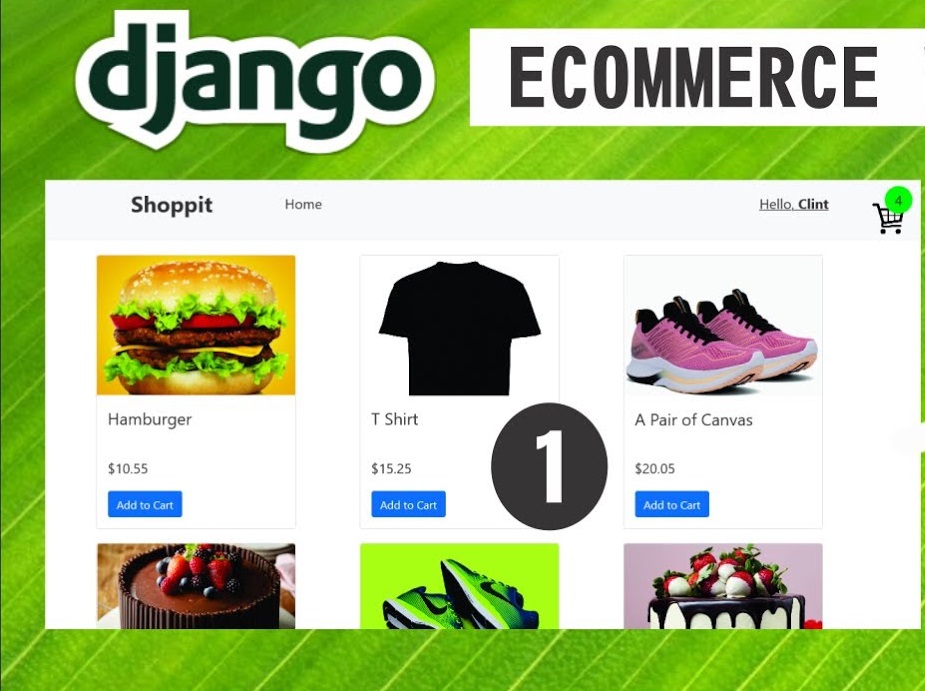 django
ECOMMERCE
Shoppit
Home
Hello, Clint
4
Hamburger
$10.55
Add to Cart
T Shirt
$15.25
Add to Cart
1
A Pair of Canvas
$20.05
Add to Cart